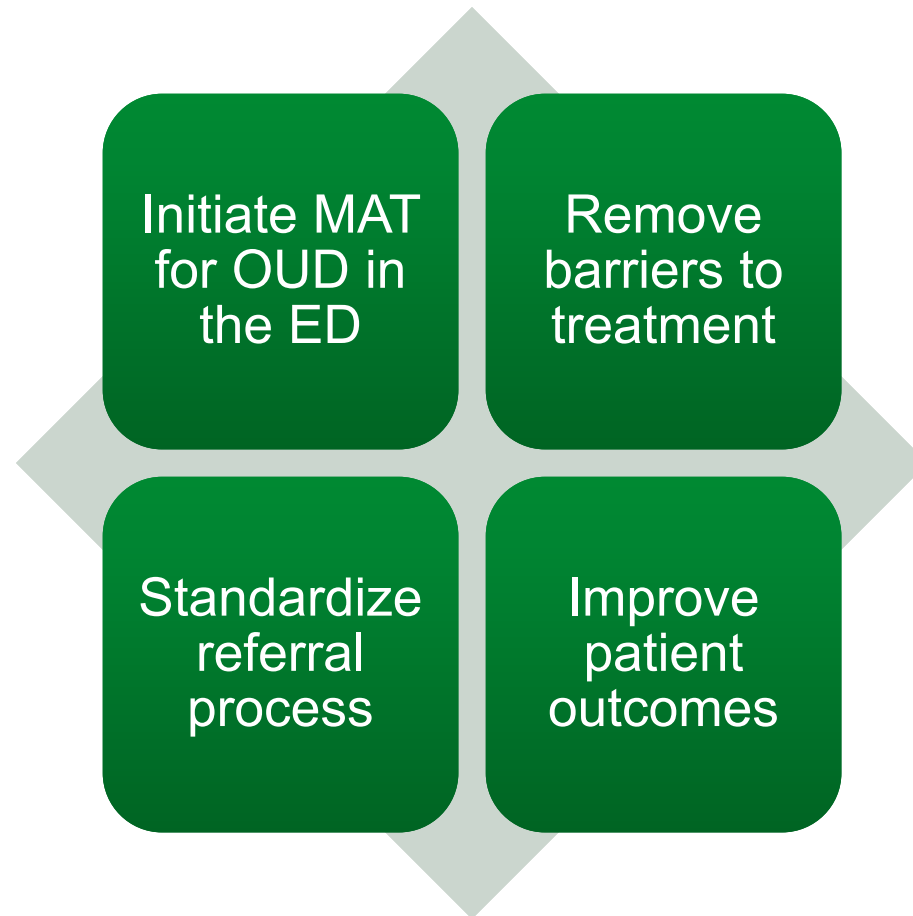 Initiate MAT
for OUD in
the ED
Remove
barriers to
treatment
Standardize
referral
process
Improve
patient
outcomes